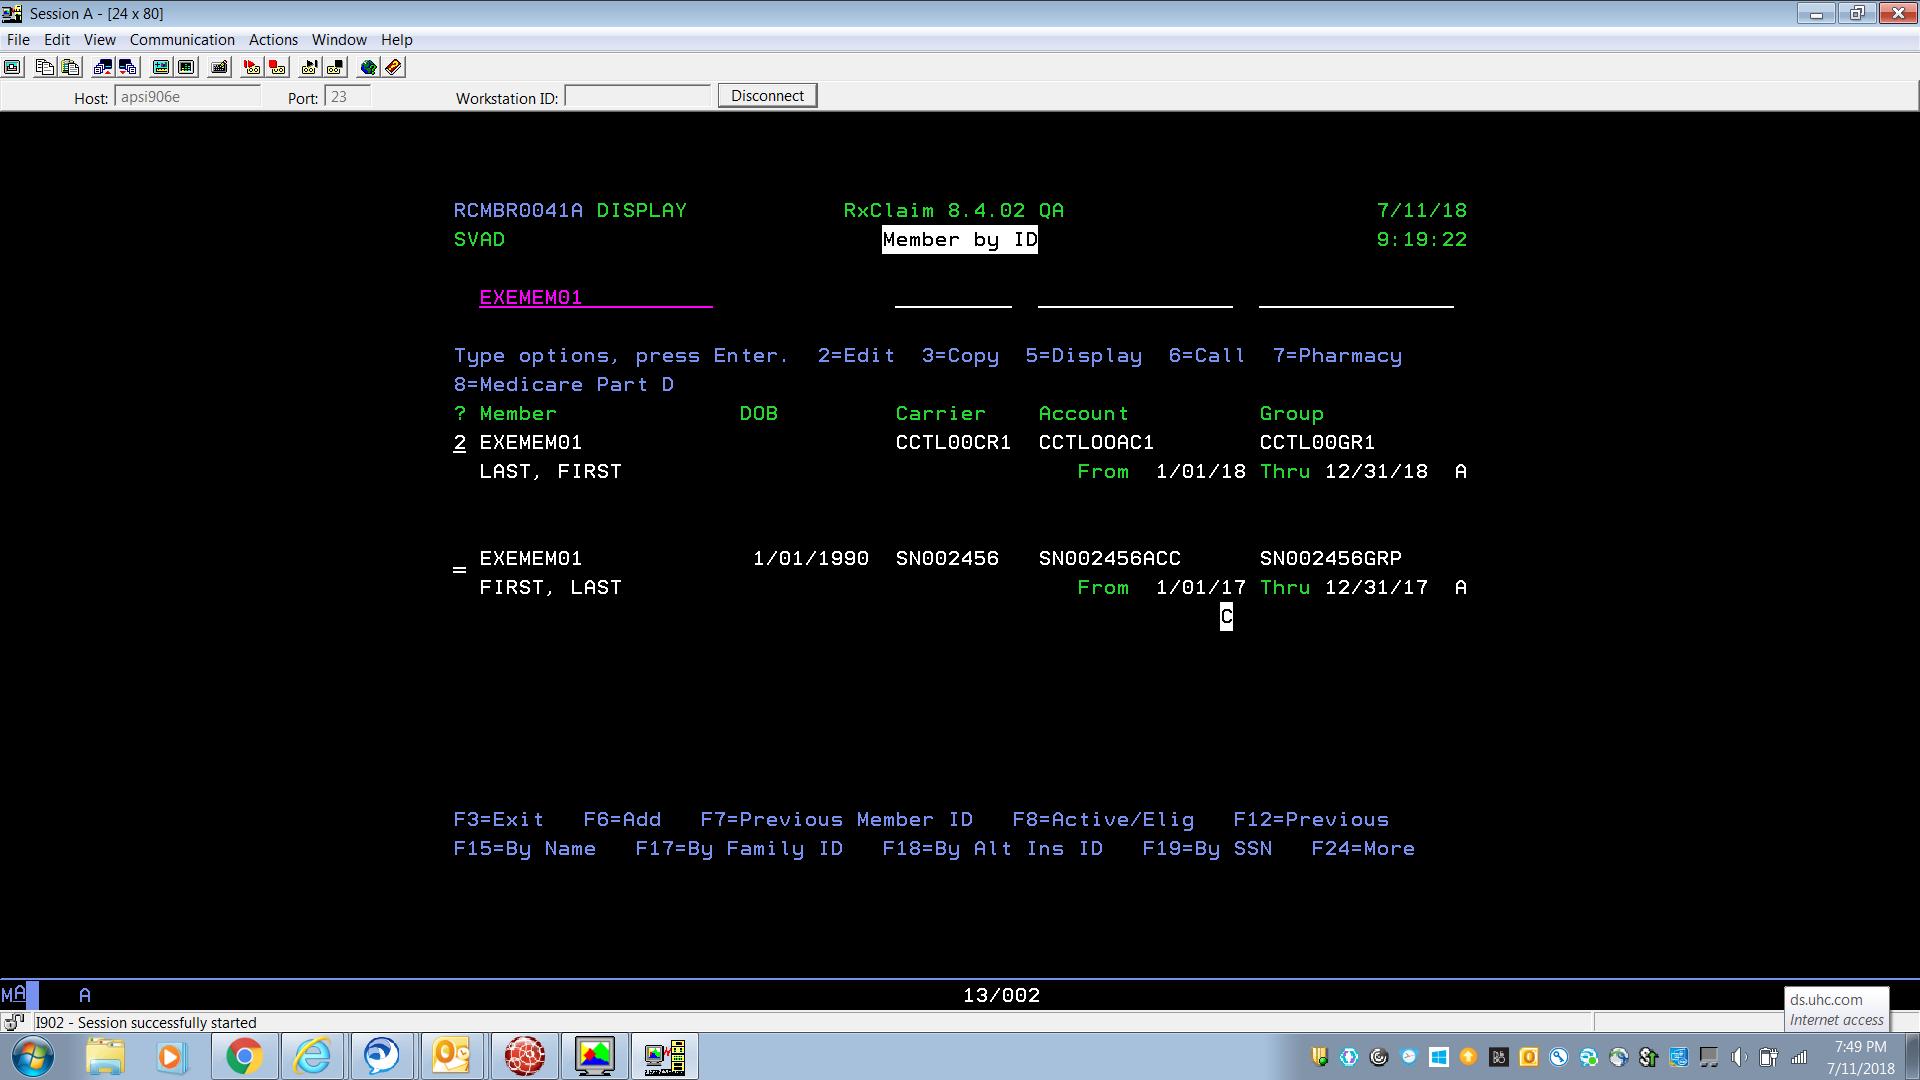 Session A - [24 x 80]
File Edit View Communication Actions Window Help
Host: apsi906e Port: 23 Workstation ID: Disconnect
RCMBR0041A DISPLAY RxClaim 8.4.02 QA 7/11/18
SVAD Member by ID 9:19:22
EXEMEM01
Type options, press Enter. 2=Edit 3=Copy 5=Display 6=Call 7=Pharmacy
8=Medicare Part D
? Member DOB Carrier Account Group
2 EXEMEM01 CCTL00CR1 CCTLOOAC1 CCTL00GR1
LAST, FIRST From 1/01/18 Thru 12/31/18 A
EXEMEM01 1/01/1990 SN002456 SN002456ACC SN002456GRP
FIRST, LAST From 1/01/17 Thru 12/31/17 A
C
F3=Exit F6=Add F7=Previous Member ID F8=Active/Elig F12=Previous
F15=By Name F17=By Family ID F18=By Alt Ins ID F19=By SSN F24=More
MA A 13/002
ds.uhc.com
Internet access
I902 - Session successfully started
7:49 PM
7/11/2018